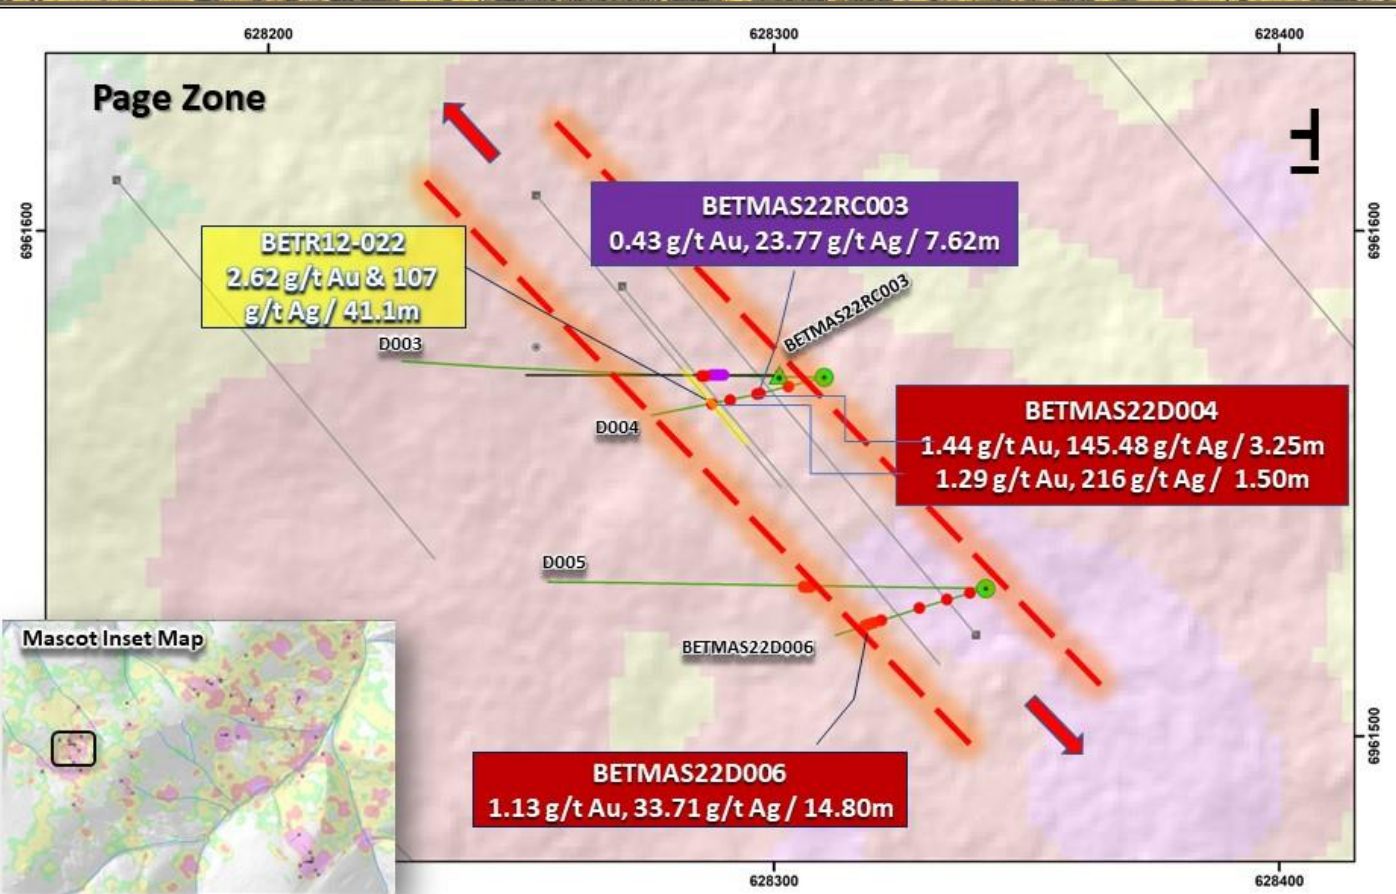 628200
628300
628400
Page Zone
6961600
6961600
BETMAS22RC003
0.43 g/t Au, 23.77 g/t Ag / 7.62m
BETR12-022
2.62 g/t Au & 107
g/t Ag / 41.1m
BETMAS22RC003
D003
D004
BETMAS22D004
1.44 g/t Au, 145.48 g/t Ag / 3.25m
1.29 g/t Au, 216 g/t Ag / 1.50m
D005
BETMAS22D006
Mascot Inset Map
6961500
BETMAS22D006
1.13 g/t Au, 33.71 g/t Ag / 14.80m
628300
628400